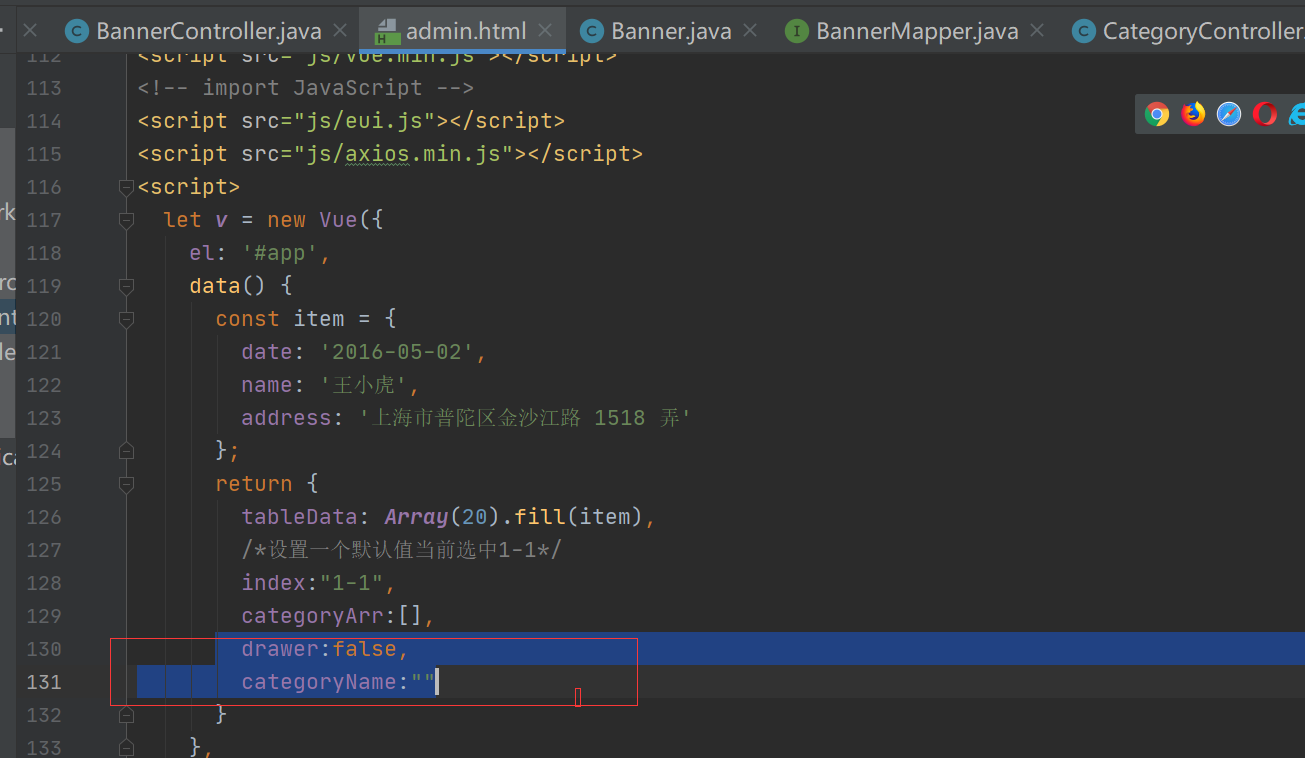 BannerController.java admin.html Banner.java BannerMapper.java CategoryController.
112 <script src="js/vue.min.js"></script>
113 <!-- import JavaScript -->
114 <script src="js/eui.js"></script>
115 <script src="js/axios.min.js"></script>
116 <script>
117 let v = new Vue({
118 el: '#app',
119 data() {
120 const item = {
121 date: '2016-05-02',
122 name: '王小虎',
123 address: '上海市普陀区金沙江路 1518 弄'
124 };
125 return {
126 tableData: Array(20).fill(item),
127 /*设置一个默认值当前选中1-1*/
128 index:"1-1",
129 categoryArr:[],
130 drawer:false,
131 categoryName:""
132 }
133 },